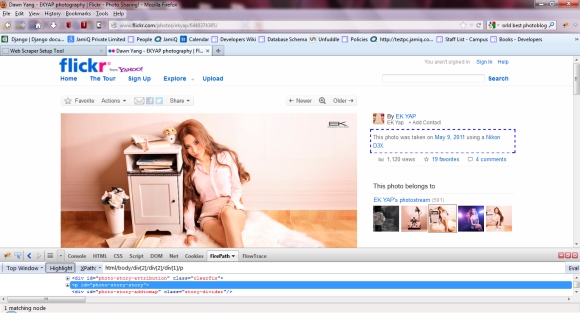 Dawn Yang - EKYAP photography | Flickr - Photo Sharing! - Mozilla Firefox
File Edit View History Bookmarks Tools Help
www.flickr.com/photos/ekyap/
orld best photoblog
Django | Django docu... JamiQ Private Limited People JamiQ Calendar Developers Wiki Database Schema Unfuddle Policies http://testpc.jamiq.com... Staff List - Campus Books - Developers
Web Scraper Setup Tool Dawn Yang - EKYAP photography | Fl...
flickr from YAHOO!
You aren't signed in Sign In Help
Home The Tour Sign Up Explore Upload Search
Favorite Actions Share Newer Older
By EK YAP
EK Yap + Add Contact
EK
This photo was taken on May 9, 2011 using a Nikon
D3X.
1,120 views 19 favorites 4 comments
This photo belongs to
EK YAP's photostream (591)
Console HTML CSS Script DOM Net Cookies FirePath FlowTrace
Top Window Highlight XPath: html/body/div[2]/div[2]/div[1]/p Eval
<div id="photo-story-attribution" class="clearfix">
<p id="photo-story-story">
<div id="photo-story-addtomap" class="story-divider"/>
1 matching node